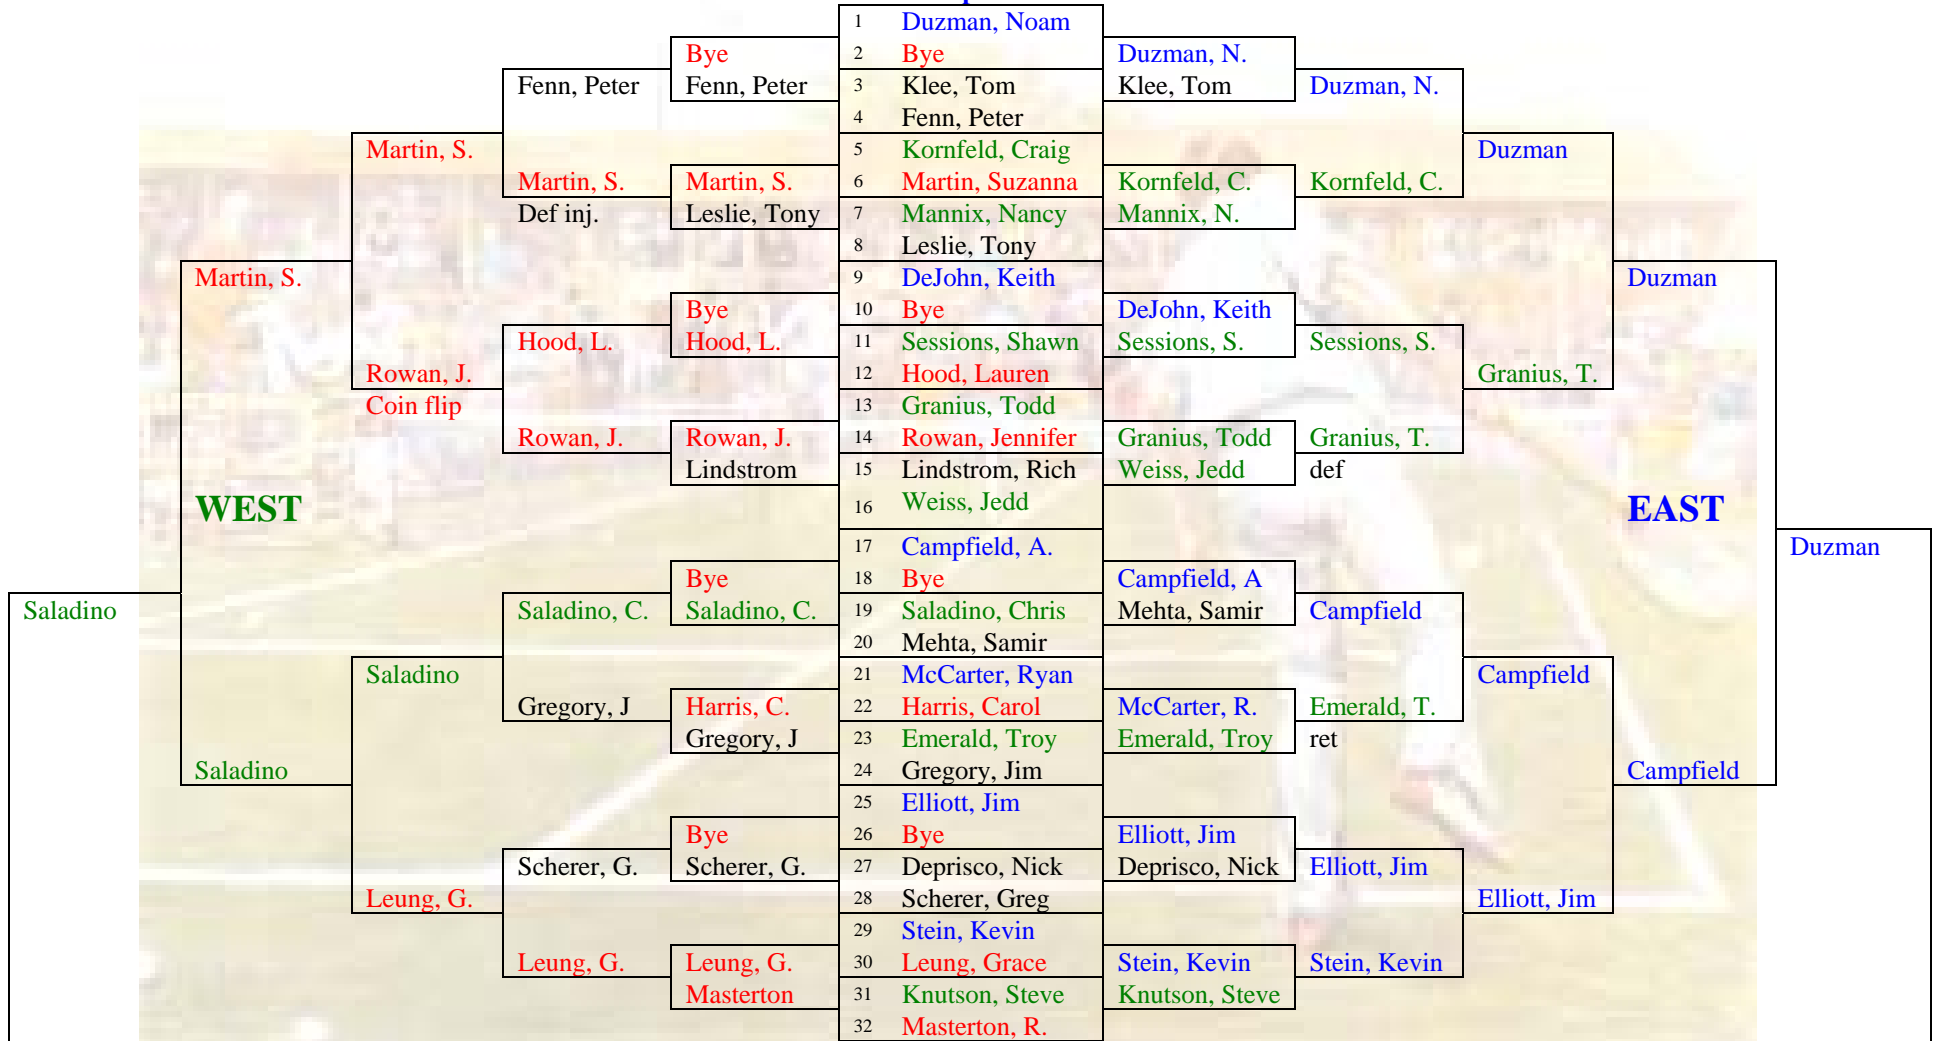 1 Duzman, Noam
Bye 2 Bye Duzman, N.
Fenn, Peter Fenn, Peter 3 Klee, Tom Klee, Tom Duzman, N.
4 Fenn, Peter
Martin, S. 5 Kornfeld, Craig Duzman
Martin, S. Martin, S. 6 Martin, Suzanna Kornfeld, C. Kornfeld, C.
Def inj. Leslie, Tony 7 Mannix, Nancy Mannix, N.
8 Leslie, Tony
Martin, S. 9 DeJohn, Keith Duzman
Bye 10 Bye DeJohn, Keith
Hood, L. Hood, L. 11 Sessions, Shawn Sessions, S. Sessions, S.
Rowan, J. 12 Hood, Lauren Granius, T.
Coin flip 13 Granius, Todd
Rowan, J. Rowan, J. 14 Rowan, Jennifer Granius, Todd Granius, T.
Lindstrom 15 Lindstrom, Rich Weiss, Jedd def
WEST 16 Weiss, Jedd EAST
17 Campfield, A. Duzman
Bye 18 Bye Campfield, A
Saladino Saladino, C. Saladino, C. 19 Saladino, Chris Mehta, Samir Campfield
20 Mehta, Samir
Saladino 21 McCarter, Ryan Campfield
Gregory, J Harris, C. 22 Harris, Carol McCarter, R. Emerald, T.
Gregory, J 23 Emerald, Troy Emerald, Troy ret
Saladino 24 Gregory, Jim Campfield
25 Elliott, Jim
Bye 26 Bye Elliott, Jim
Scherer, G. Scherer, G. 27 Deprisco, Nick Deprisco, Nick Elliott, Jim
Leung, G. 28 Scherer, Greg Elliott, Jim
29 Stein, Kevin
Leung, G. Leung, G. 30 Leung, Grace Stein, Kevin Stein, Kevin
Masterton 31 Knutson, Steve Knutson, Steve
32 Masterton, R.